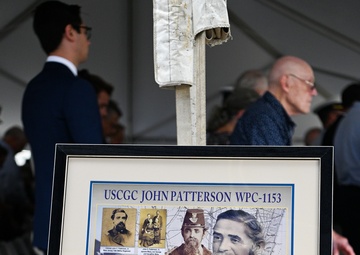 USCGC JOHN PATTERSON WPC-1153